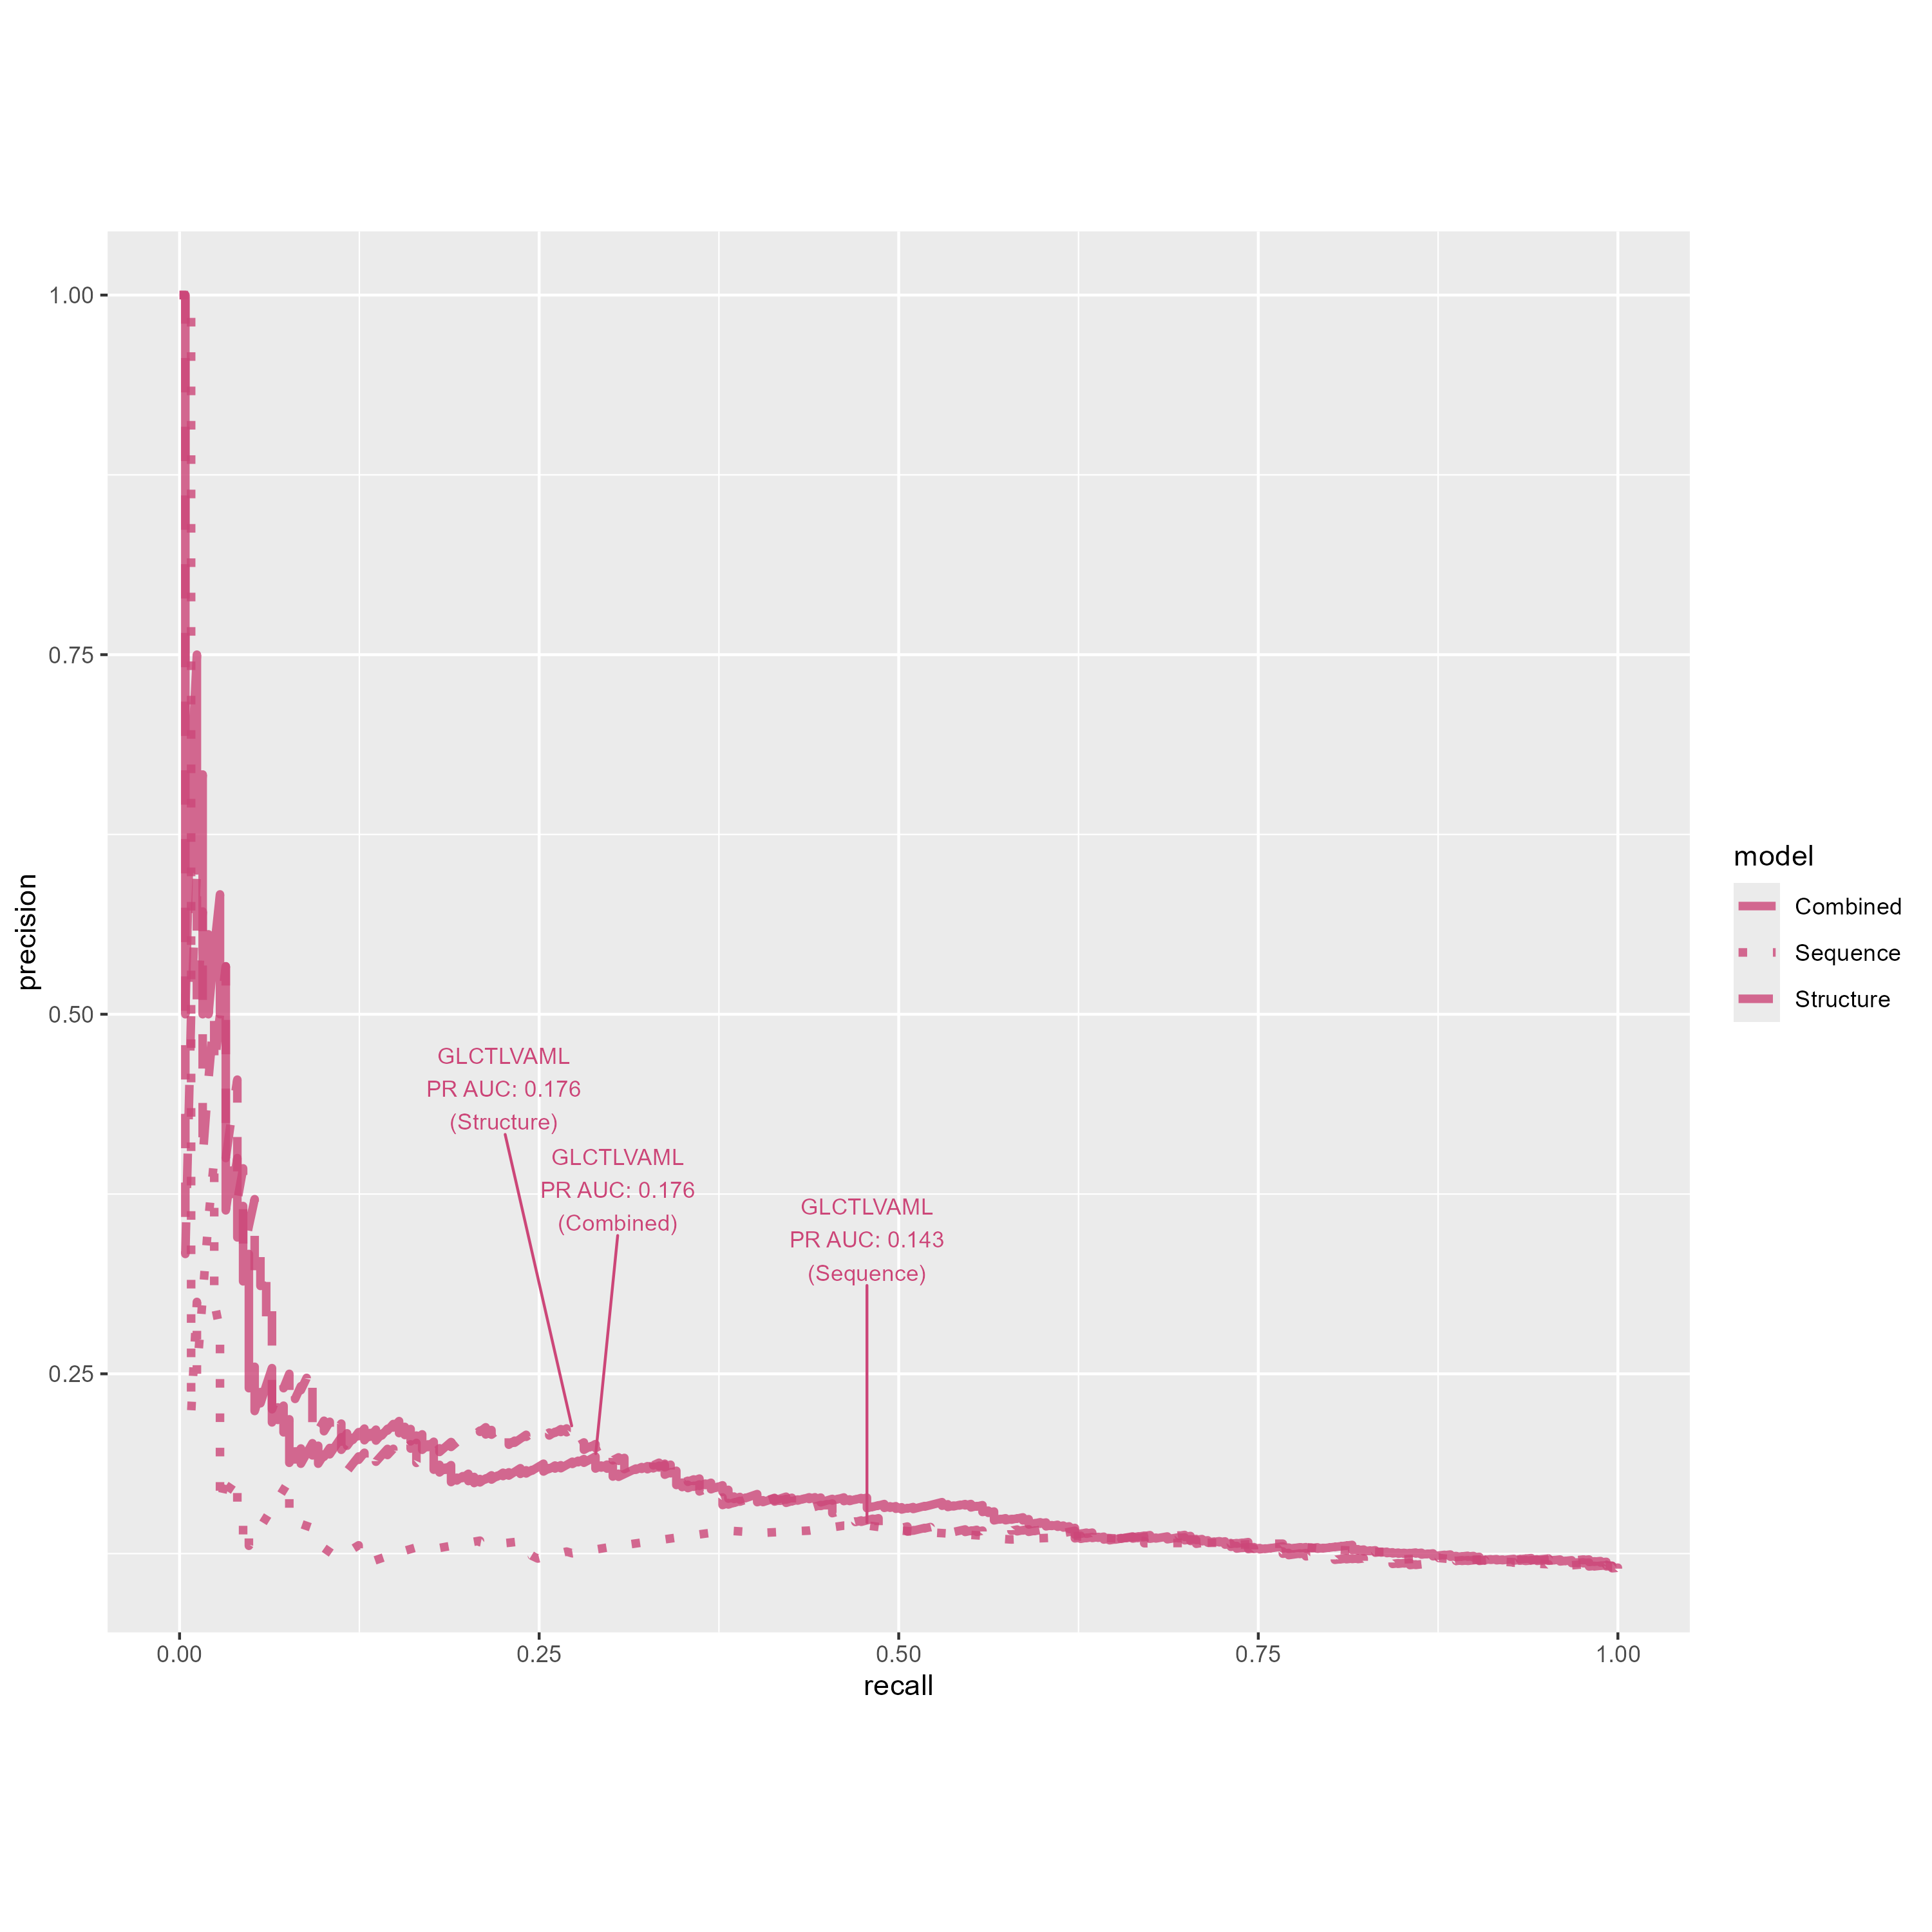 1.00
0.75
0.50
0.25
precision
0.00
0.25
0.50
0.75
1.00
recall
GLCTLVAML
PR AUC: 0.176
(Structure)
GLCTLVAML
PR AUC: 0.176
(Combined)
GLCTLVAML
PR AUC: 0.143
(Sequence)
model
Combined
Sequence
Structure